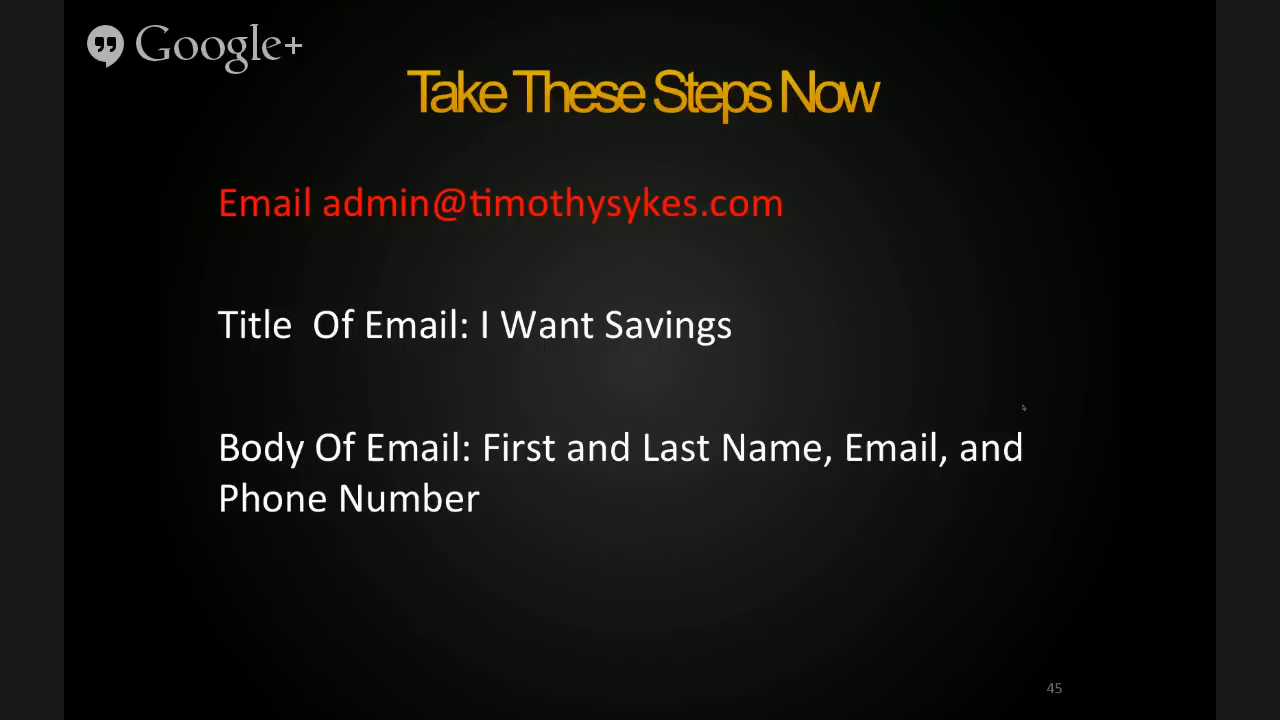 Google+
Take These Steps Now
Email admin@timothysykes.com
Title  Of Email: I Want Savings
Body Of Email: First and Last Name, Email, and
Phone Number
45